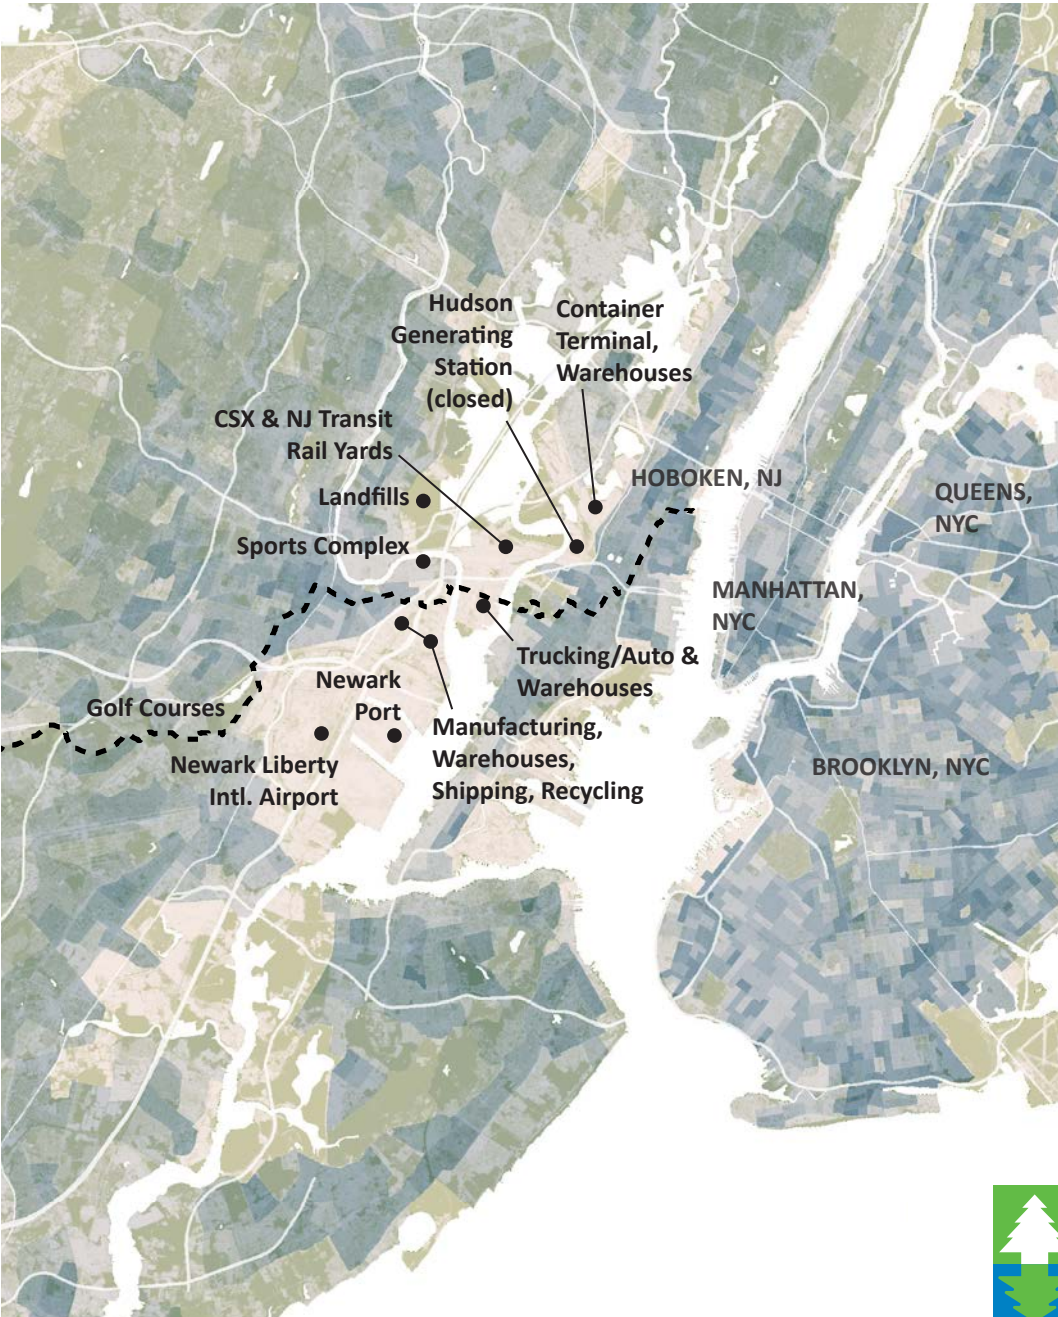 Hudson
Generating
Station
(closed)
Container
Terminal,
Warehouses
CSX & NJ Transit
Rail Yards
Landfills
HOBOKEN, NJ
QUEENS,
NYC
Sports Complex
MANHATTAN,
NYC
Trucking/Auto &
Warehouses
Newark
Port
Golf Courses
Manufacturing,
Warehouses,
Shipping, Recycling
Newark Liberty
Intl. Airport
BROOKLYN, NYC